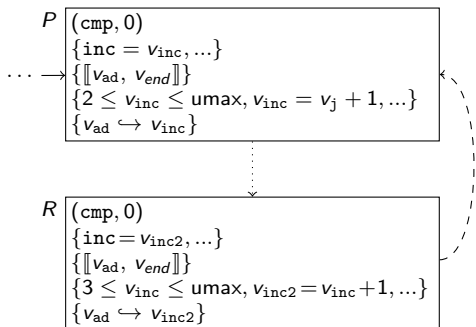 P (cmp, 0)
{inc = v_inc, ...}
{⟦v_ad, v_end⟧}
{2 ≤ v_inc ≤ umax, v_inc = v_j + 1, ...}
{v_ad ↪ v_inc}
...
R (cmp, 0)
{inc = v_inc2, ...}
{⟦v_ad, v_end⟧}
{3 ≤ v_inc ≤ umax, v_inc2 = v_inc + 1, ...}
{v_ad ↪ v_inc2}